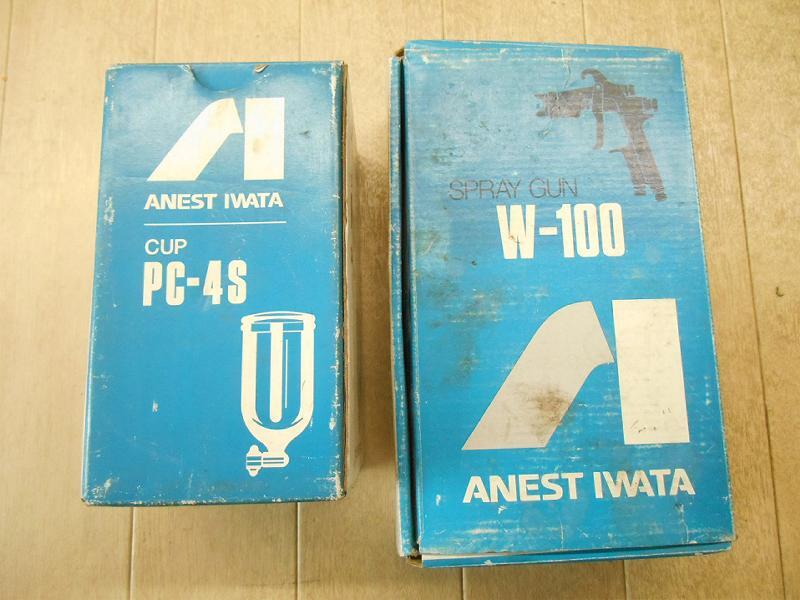 ANEST IWATA
CUP
PC-4S
SPRAY GUN
W-100
ANEST IWATA